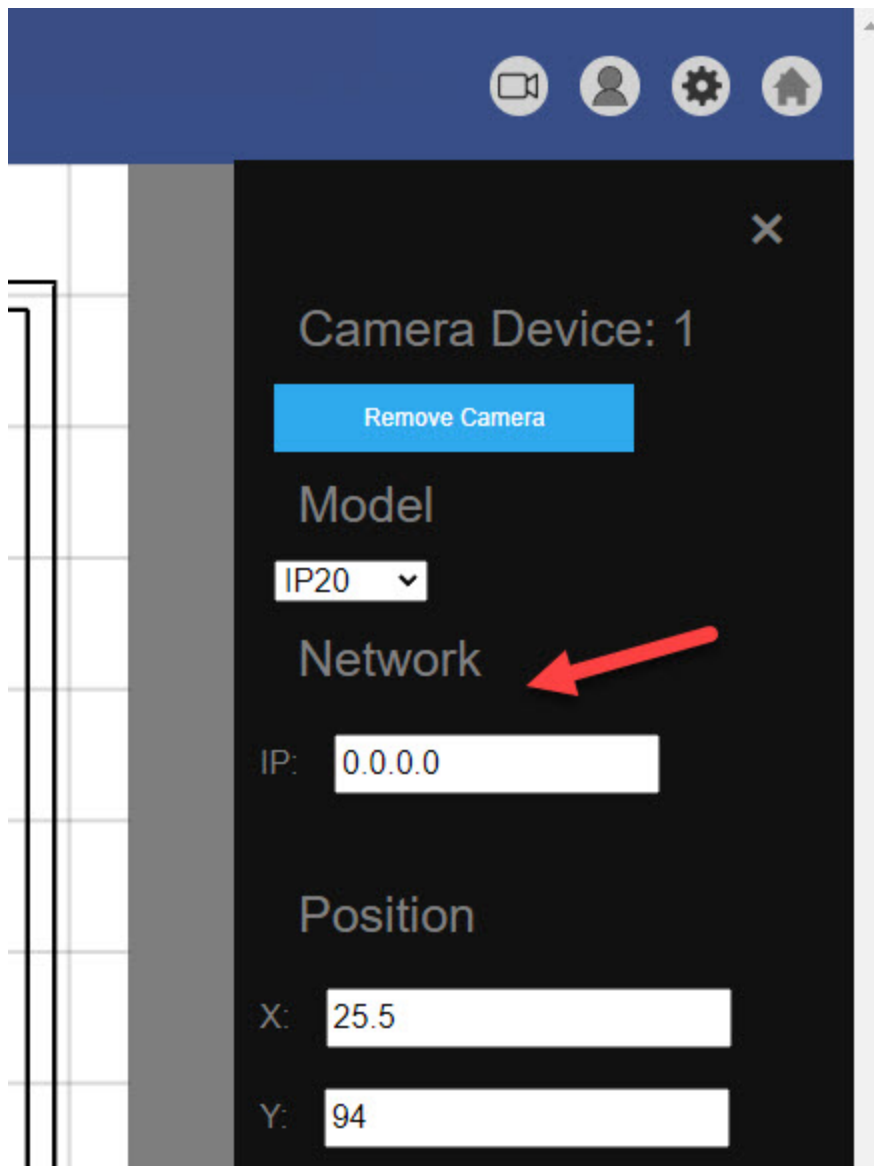 Camera Device: 1
Remove Camera
Model
IP20
Network
IP: 0.0.0.0
Position
X: 25.5
Y: 94